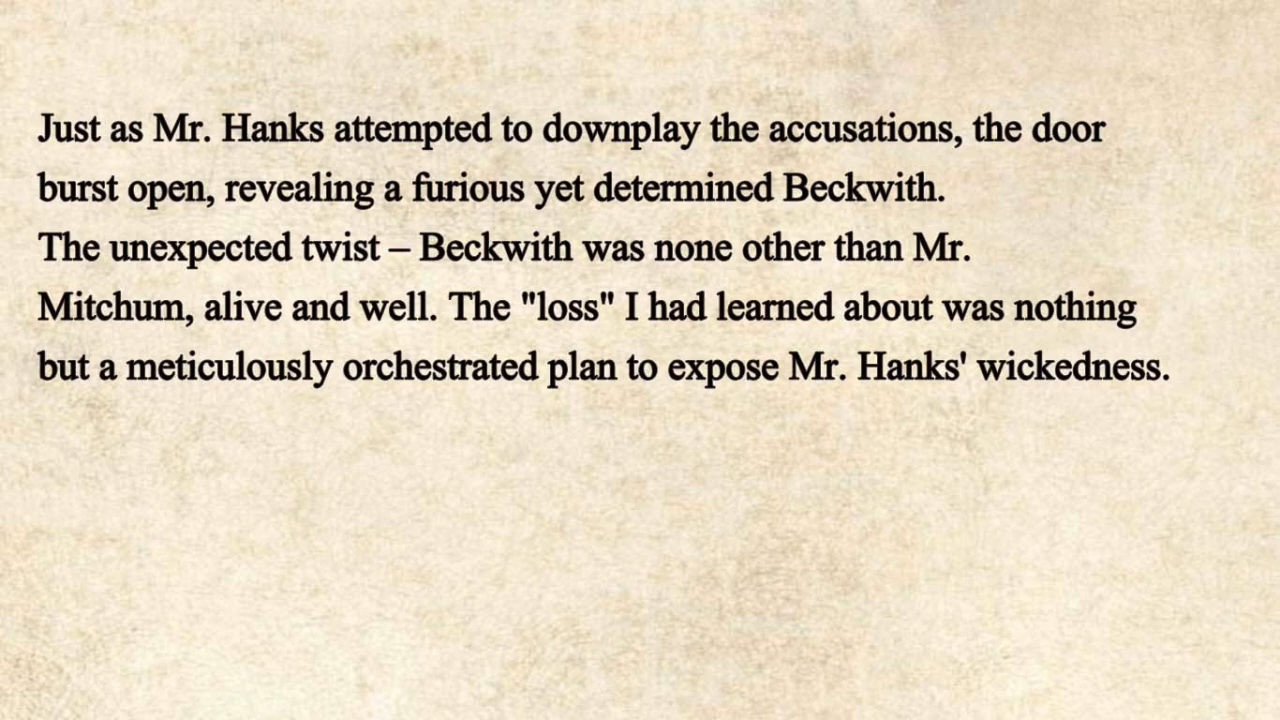 Just as Mr. Hanks attempted to downplay the accusations, the door
burst open, revealing a furious yet determined Beckwith.
The unexpected twist – Beckwith was none other than Mr.
Mitchum, alive and well. The "loss" I had learned about was nothing
but a meticulously orchestrated plan to expose Mr. Hanks' wickedness.